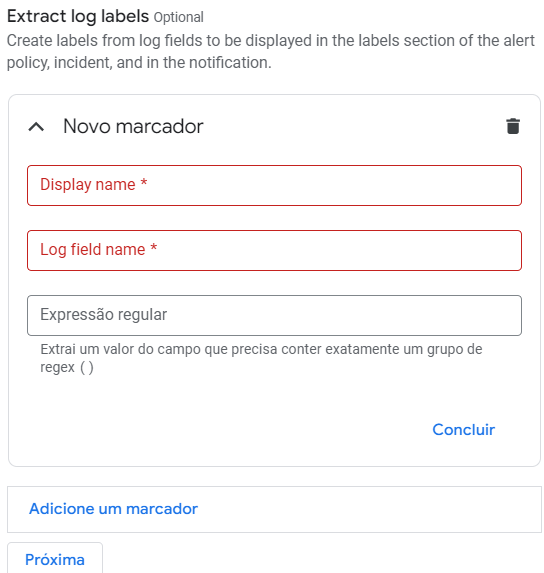 Extract log labels Optional
Create labels from log fields to be displayed in the labels section of the alert
policy, incident, and in the notification.
Novo marcador
Display name *
Log field name *
Expressão regular
Extrai um valor do campo que precisa conter exatamente um grupo de
regex ()
Concluir
Adicione um marcador
Próxima